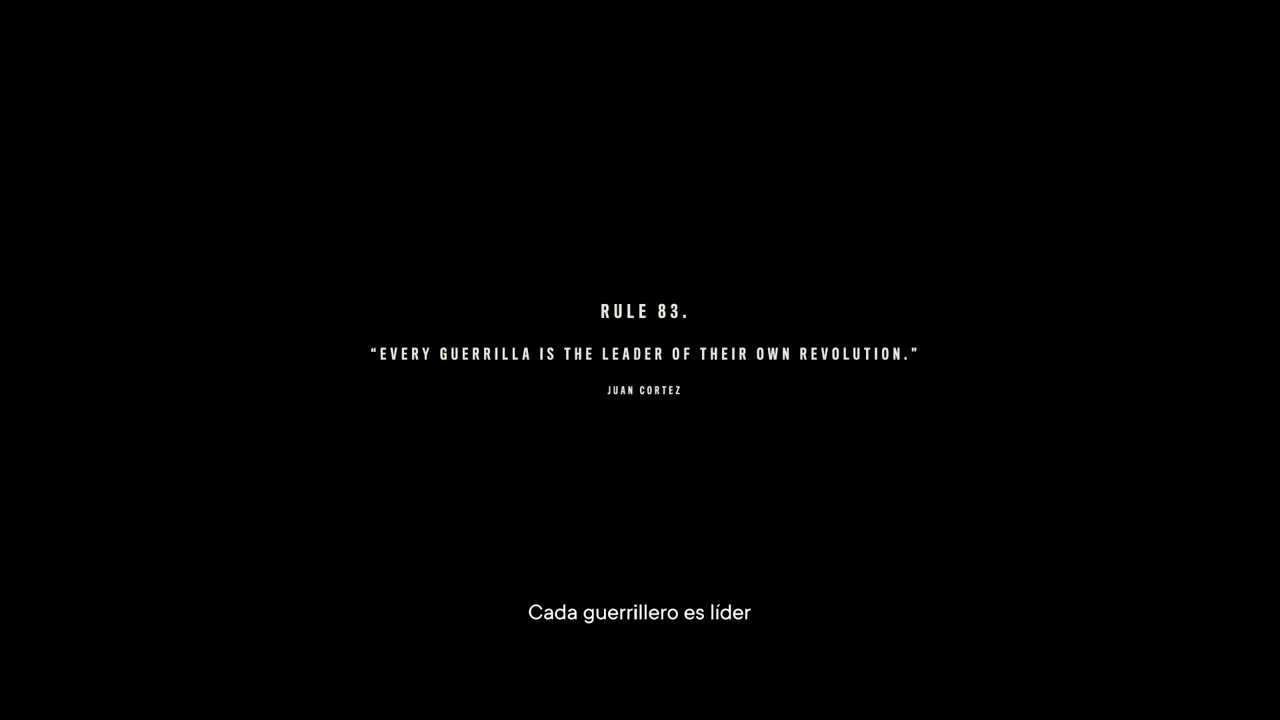 RULE 83.
“EVERY GUERRILLA IS THE LEADER OF THEIR OWN REVOLUTION.”
JUAN CORTEZ
Cada guerrillero es líder